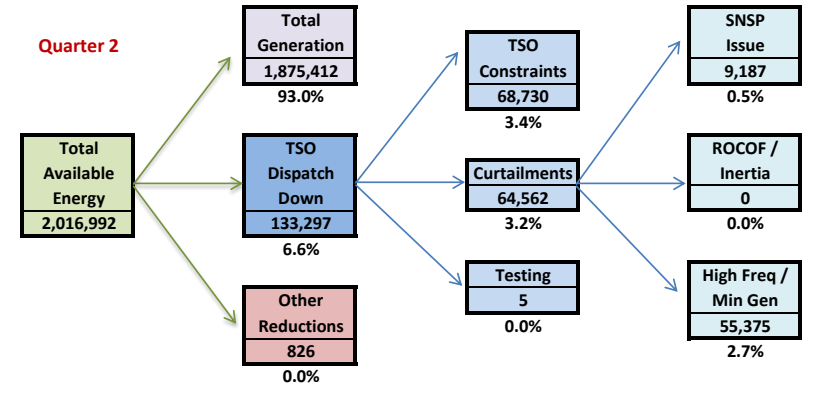 Quarter 2
Total
Available
Energy
2,016,992
Total
Generation
1,875,412
93.0%
TSO
Dispatch
Down
133,297
6.6%
Other
Reductions
826
0.0%
TSO
Constraints
68,730
3.4%
Curtailments
64,562
3.2%
Testing
5
0.0%
SNSP
Issue
9,187
0.5%
ROCOF /
Inertia
0
0.0%
High Freq /
Min Gen
55,375
2.7%